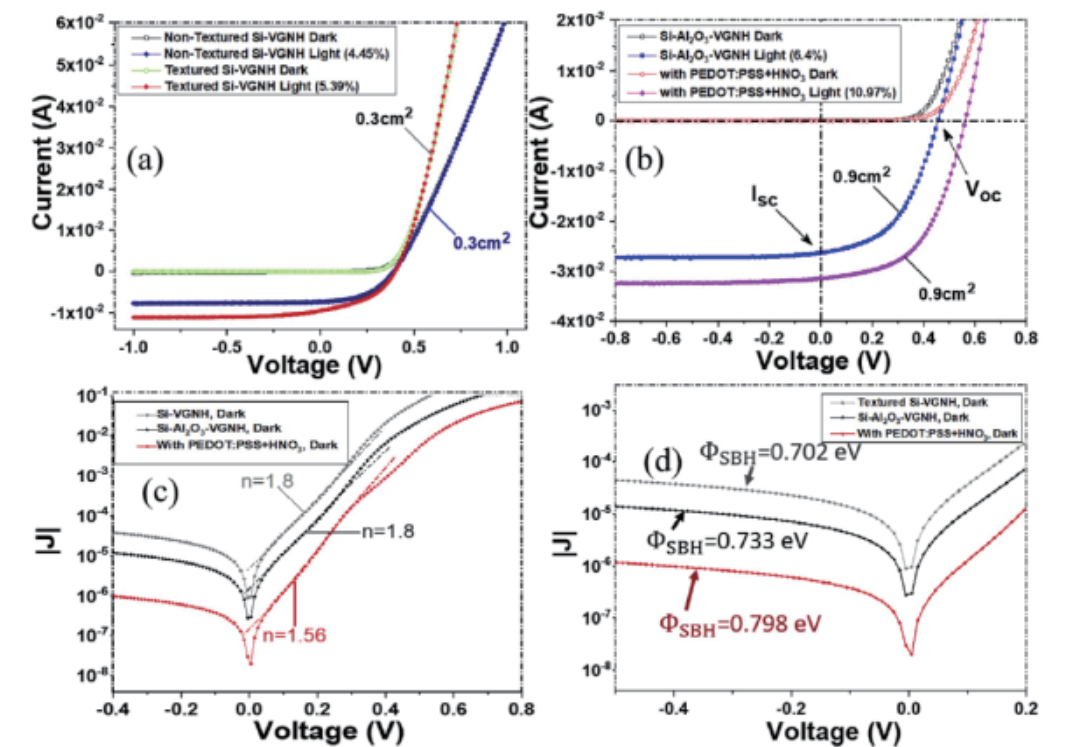 6x10⁻²
5x10⁻²
6x10⁻²
3x10⁻²
2x10⁻²
1x10⁻²
0
-1x10⁻²
Current (A)
Non-Textured Si-VGNH Dark
Non-Textured Si-VGNH Light (4.45%)
Textured Si-VGNH Dark
Textured Si-VGNH Light (5.39%)
(a)
0.3cm²
0.3cm²
-1.0 -0.5 0.0 0.5 1.0
Voltage (V)
2x10⁻²
1x10⁻²
0
-1x10⁻²
-2x10⁻²
-3x10⁻²
-4x10⁻²
Current (A)
Si-Al₂O₃-VGNH Dark
Si-Al₂O₃-VGNH Light (6.4%)
with PEDOT:PSS+HNO₃ Dark
with PEDOT:PSS+HNO₃ Light (10.97%)
(b)
0.9cm²
I_SC
V_OC
0.9cm²
-0.8 -0.6 -0.4 -0.2 0.0 0.2 0.4 0.6 0.8
Voltage (V)
10⁻¹
10⁻²
10⁻³
10⁻⁴
10⁻⁵
10⁻⁶
10⁻⁷
10⁻⁸
|J|
Si-VGNH, Dark
Si-Al₂O₃-VGNH, Dark
With PEDOT:PSS+HNO₃, Dark
(c)
n=1.8
n=1.8
n=1.56
-0.4 -0.2 0.0 0.2 0.4 0.6 0.8
Voltage (V)
10⁻³
10⁻⁴
10⁻⁵
10⁻⁶
10⁻⁷
10⁻⁸
|J|
Textured Si-VGNH, Dark
Si-Al₂O₃-VGNH, Dark
With PEDOT:PSS+HNO₃, Dark
(d)
Φ_SBH=0.702 eV
Φ_SBH=0.733 eV
Φ_SBH=0.798 eV
-0.4 -0.2 0.0 0.2
Voltage (V)